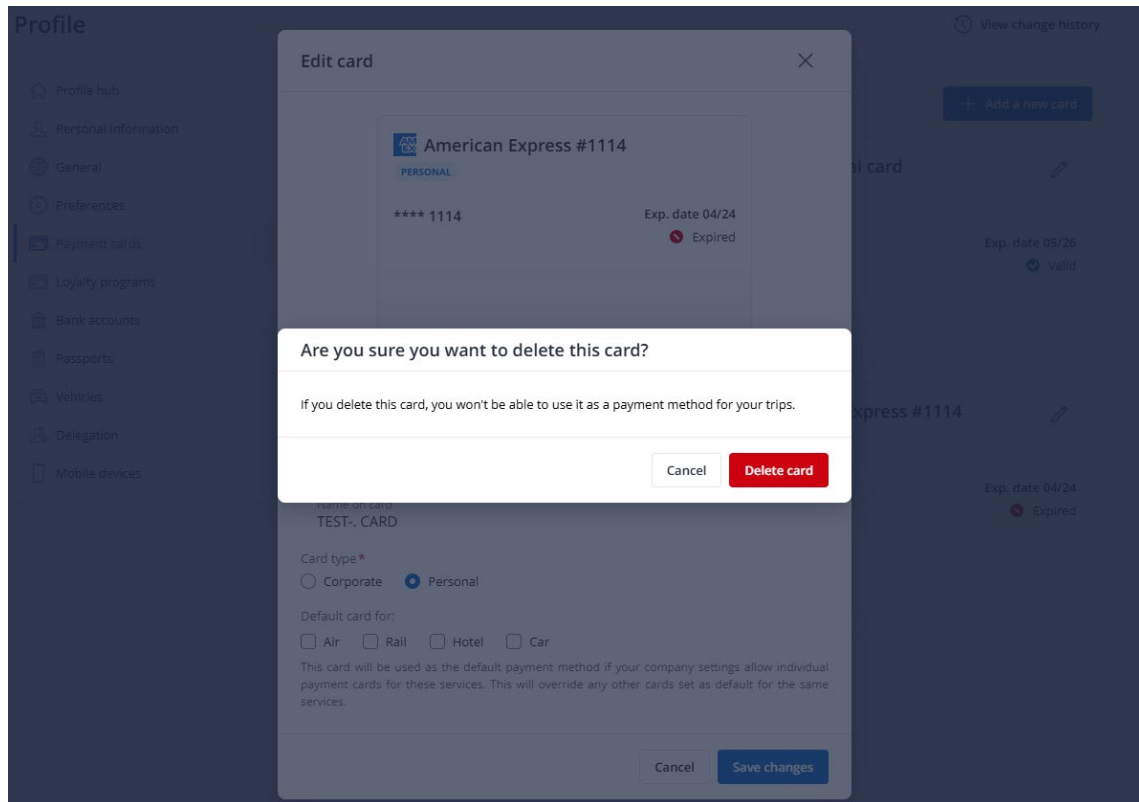 Profile
View change history
Profile hub
Personal Information
General
Preferences
Payment cards
Loyalty programs
Bank accounts
Passports
Vehicles
Delegation
Mobile devices
+ Add a new card
al card
Exp. date 05/26
Valid
xpress #1114
Exp. date 04/24
Expired
Edit card
AM
EX
American Express #1114
PERSONAL
**** 1114
Exp. date 04/24
Expired
Are you sure you want to delete this card?
If you delete this card, you won't be able to use it as a payment method for your trips.
Cancel Delete card
Name on card
TEST-. CARD
Card type *
Corporate Personal
Default card for:
Air Rail Hotel Car
This card will be used as the default payment method if your company settings allow individual
payment cards for these services. This will override any other cards set as default for the same
services.
Cancel Save changes